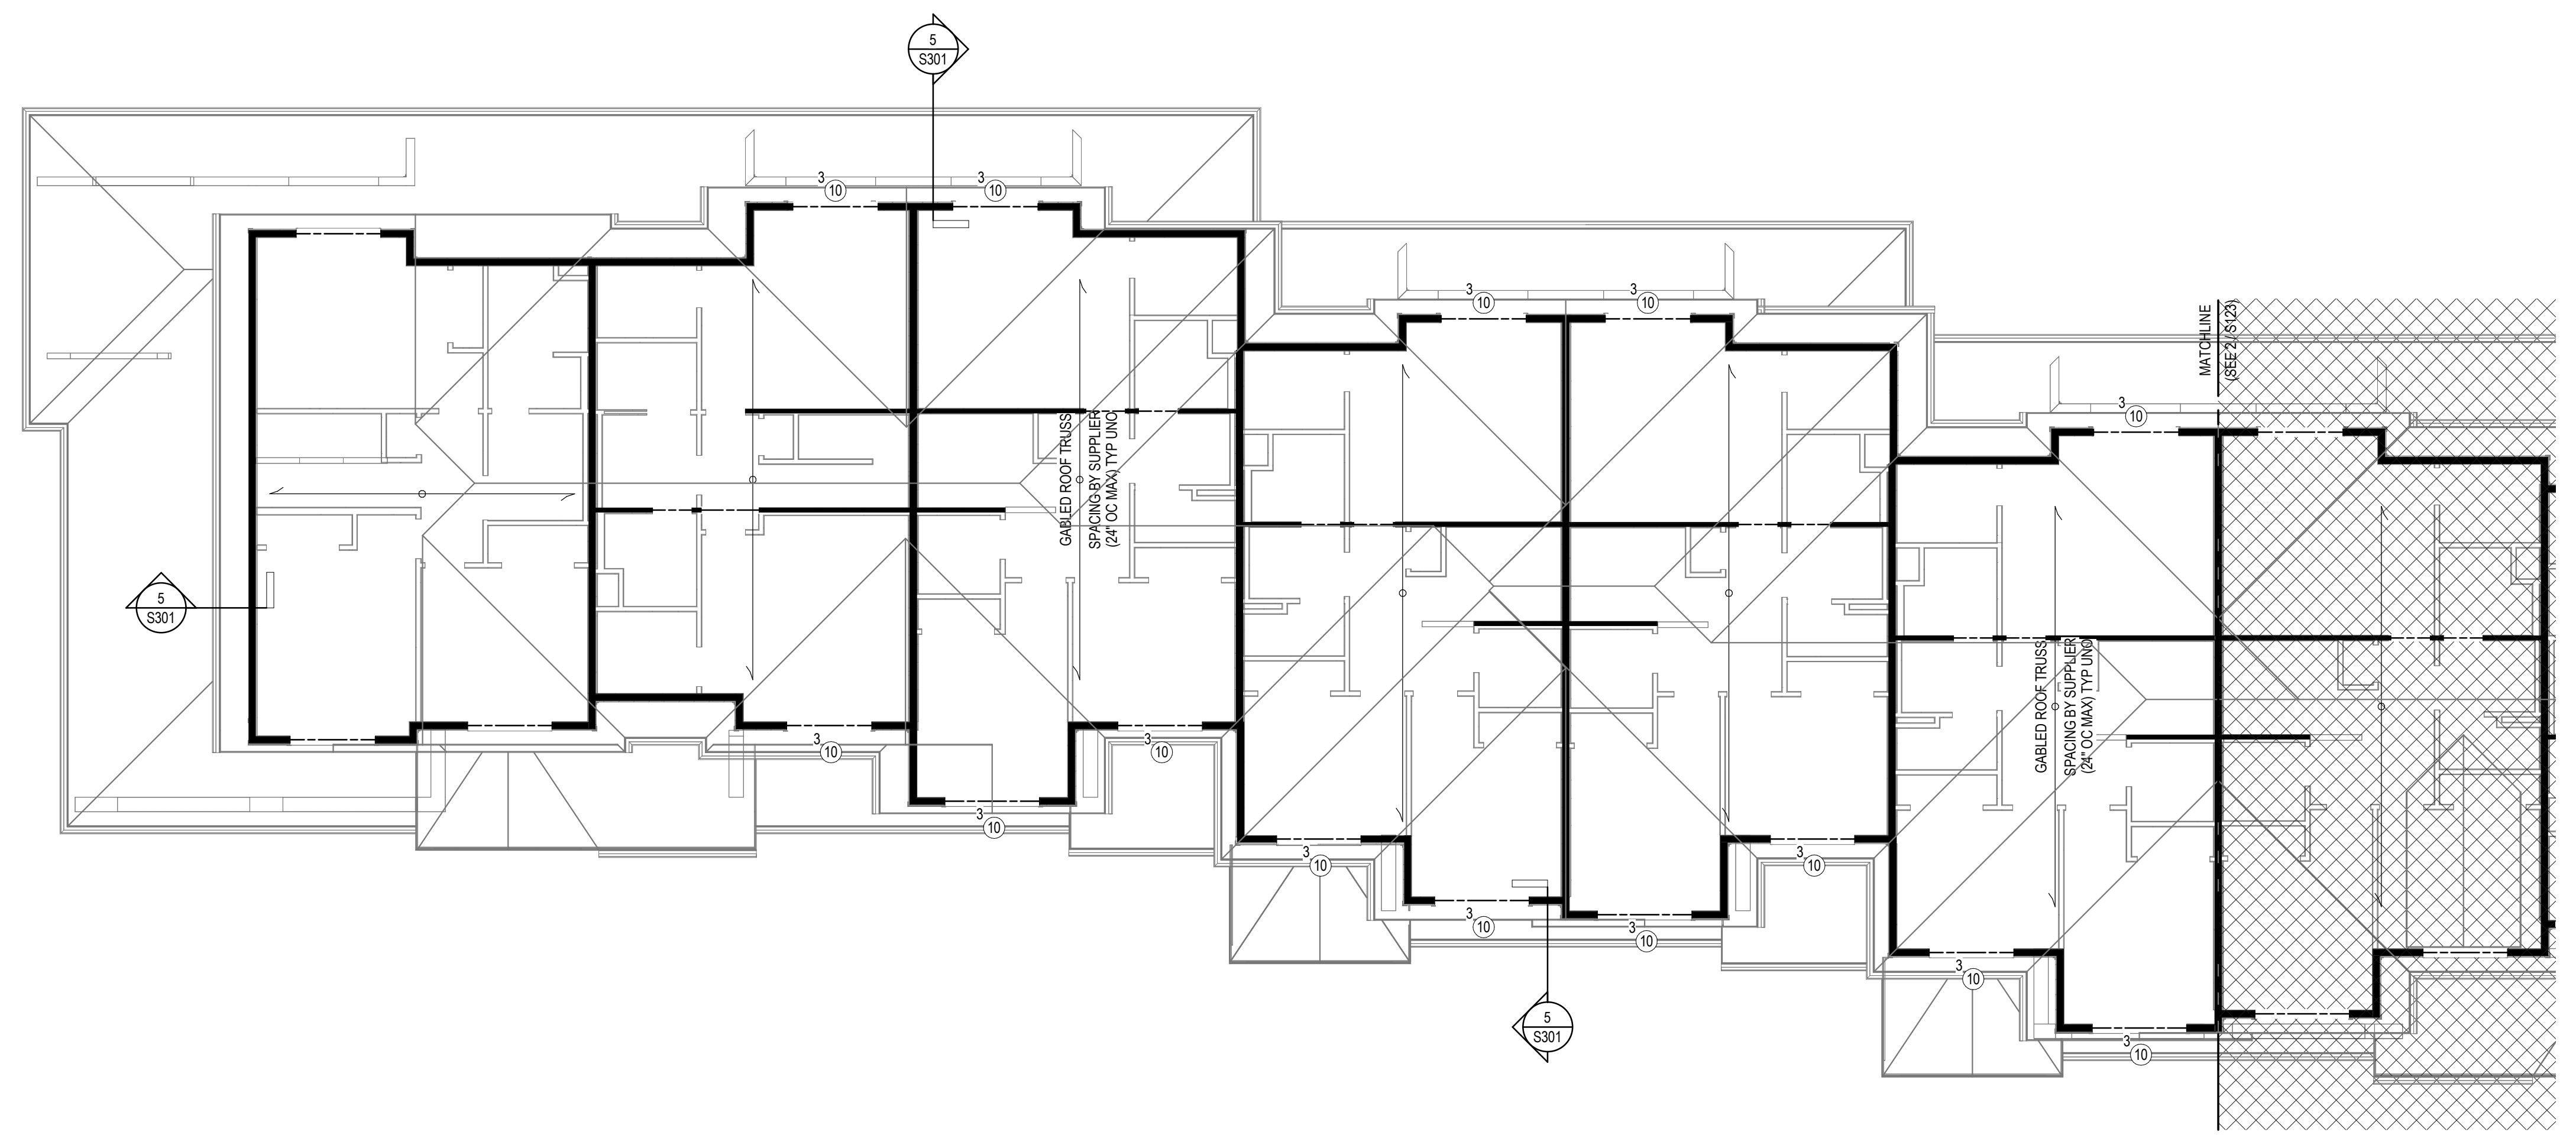 5
S301
3
10
3
10
3
10
3
10
MATCHLINE
(SEE 2 / S123)
3
10
GABLED ROOF TRUSS
SPACING BY SUPPLIER
(24" OC MAX) TYP UNO
5
S301
GABLED ROOF TRUSS
SPACING BY SUPPLIER
(24" OC MAX) TYP UNO
3
10
3
10
3
10
3
10
3
10
3
10
3
10
3
10
5
S301
3
10